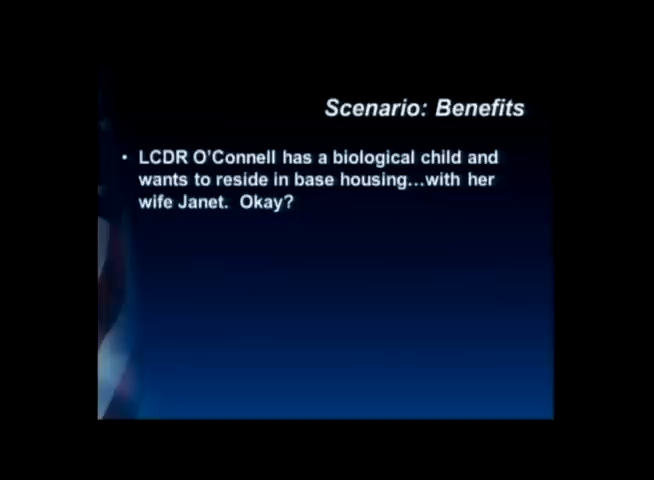 Scenario: Benefits
• LCDR O'Connell has a biological child and
wants to reside in base housing...with her
wife Janet. Okay?